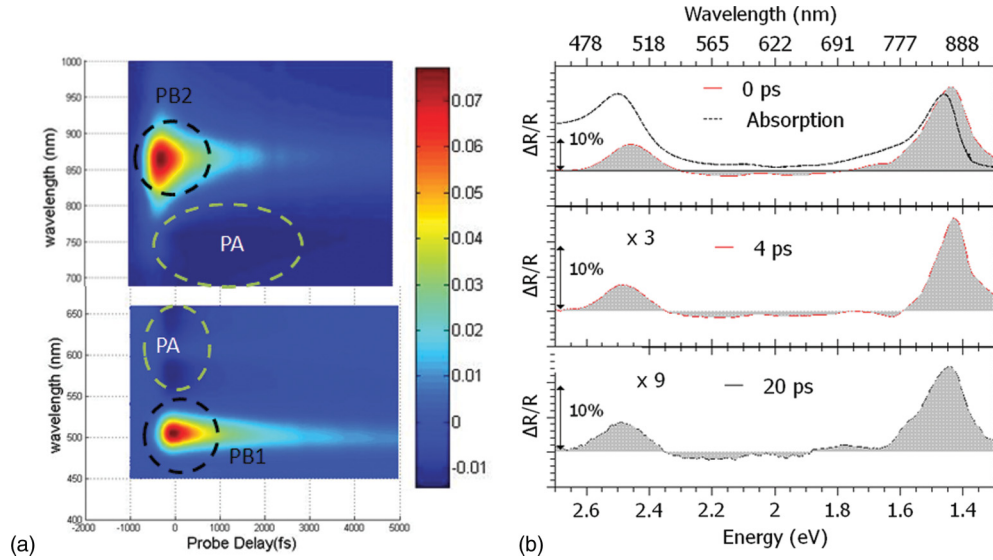 1000
950
900
850
800
750
700
wavelength (nm)
PB2
PA
650
600
550
500
450
400
wavelength (nm)
PA
PB1
-2000 -1000 0 1000 2000 3000 4000 5000
Probe Delay(fs)
0.07
0.06
0.05
0.04
0.03
0.02
0.01
0
-0.01
(a)
Wavelength (nm)
478 518 565 622 691 777 888
ΔR/R
10%
0 ps
Absorption
ΔR/R
10%
x 3
4 ps
ΔR/R
10%
x 9
20 ps
2.6 2.4 2.2 2.0 1.8 1.6 1.4
Energy (eV)
(b)